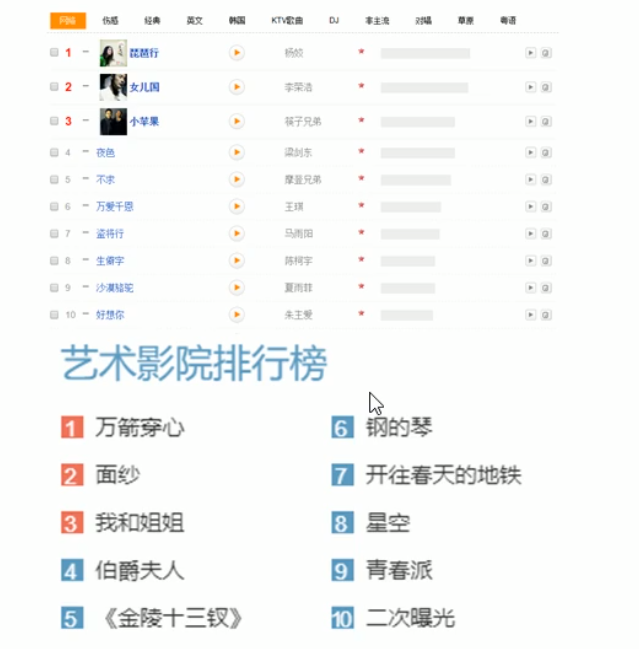 网络 伤感 经典 英文 韩国 KTV歌曲 DJ 非主流 对唱 草原 粤语
1 琵琶行 杨姣
2 女儿国 李荣浩
3 小苹果 筷子兄弟
4 夜色 梁剑东
5 不求 摩登兄弟
6 万爱千恩 王琪
7 盗将行 马雨阳
8 生僻字 陈柯宇
9 沙漠骆驼 夏雨菲
10 好想你 朱主爱
艺术影院排行榜
1 万箭穿心
2 面纱
3 我和姐姐
4 伯爵夫人
5 《金陵十三钗》
6 钢的琴
7 开往春天的地铁
8 星空
9 青春派
10 二次曝光